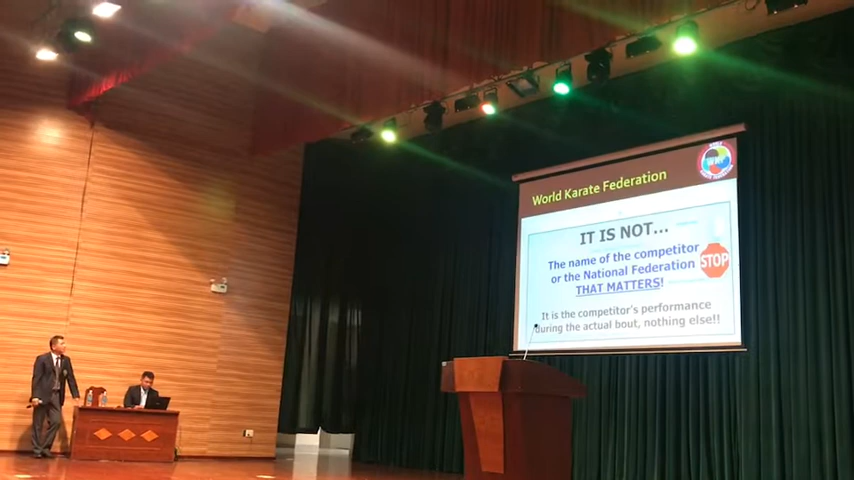 World Karate Federation
WKF
IT IS NOT...
The name of the competitor
or the National Federation
THAT MATTERS!
STOP
It is the competitor's performance
during the actual bout, nothing else!!